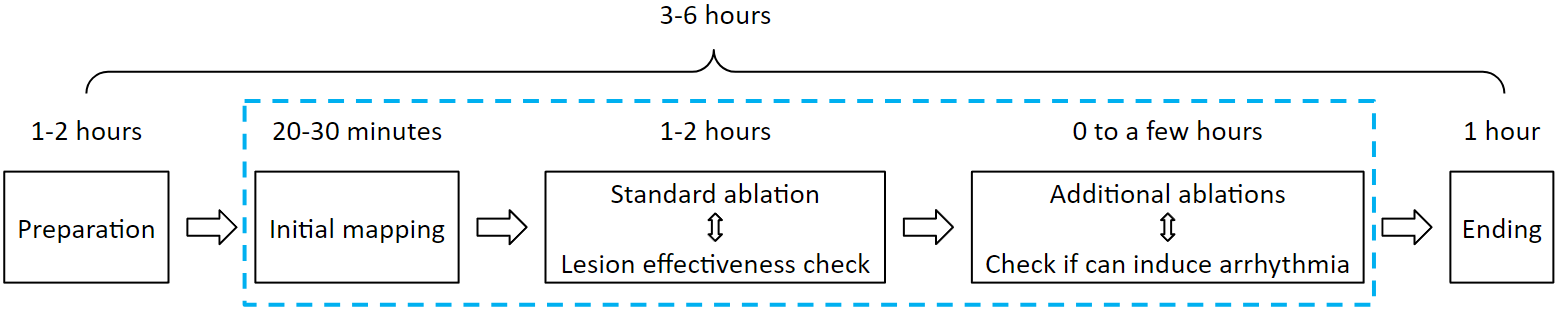 3-6 hours
1-2 hours
20-30 minutes
1-2 hours
0 to a few hours
1 hour
Preparation
Initial mapping
Standard ablation
Lesion effectiveness check
Additional ablations
Check if can induce arrhythmia
Ending